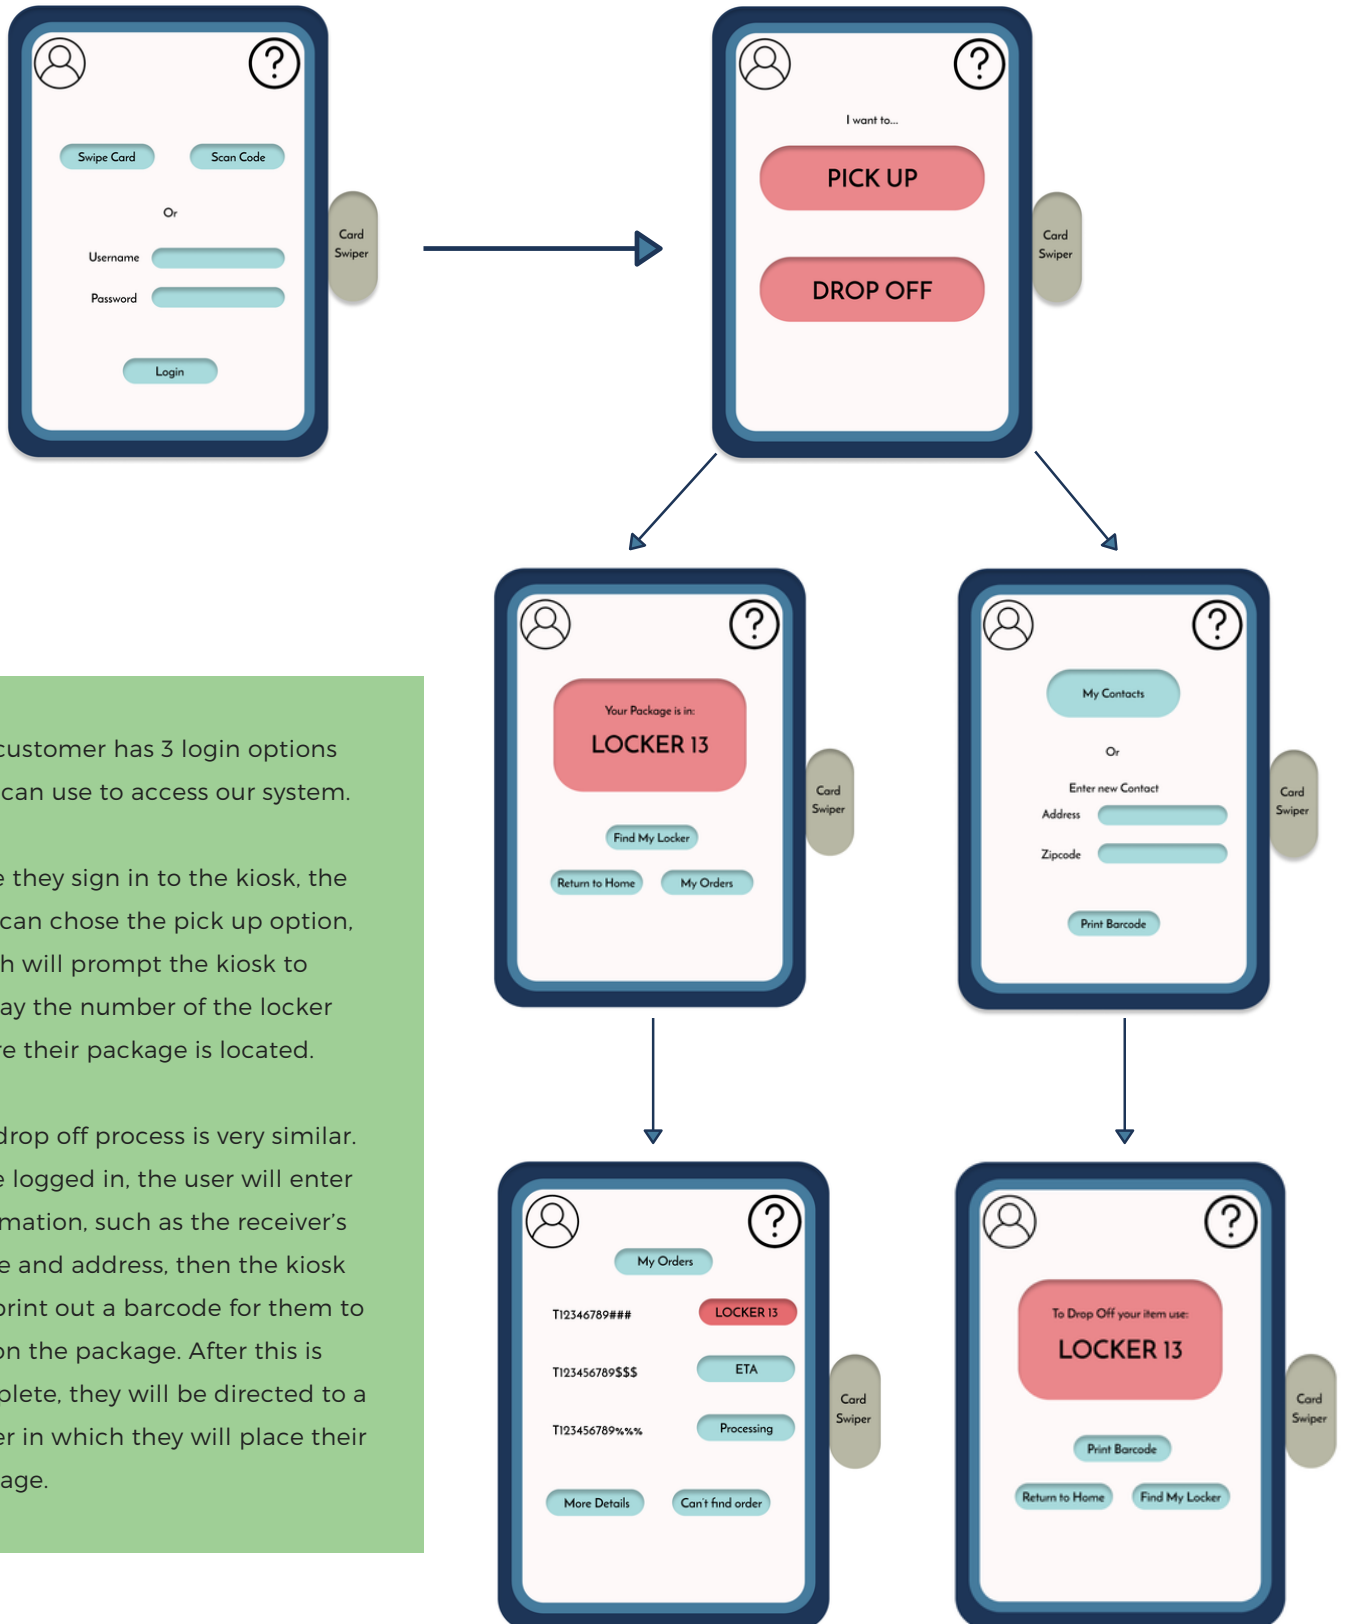 ?
Swipe Card
Scan Code
Or
Username
Password
Login
Card
Swiper
?
I want to...
PICK UP
DROP OFF
Card
Swiper
?
Your Package is in:
LOCKER 13
Find My Locker
Return to Home
My Orders
Card
Swiper
?
My Contacts
Or
Enter new Contact
Address
Zipcode
Print Barcode
Card
Swiper
customer has 3 login options
can use to access our system.
they sign in to the kiosk, the
can chose the pick up option,
will prompt the kiosk to
the number of the locker
their package is located.
drop off process is very similar.
logged in, the user will enter
such as the receiver's
and address, then the kiosk
print out a barcode for them to
on the package. After this is
they will be directed to a
in which they will place their
?
My Orders
T12346789### LOCKER 13
T123456789$$$ ETA
T123456789%%% Processing
More Details
Can't find order
Card
Swiper
?
To Drop Off your item use:
LOCKER 13
Print Barcode
Return to Home
Find My Locker
Card
Swiper